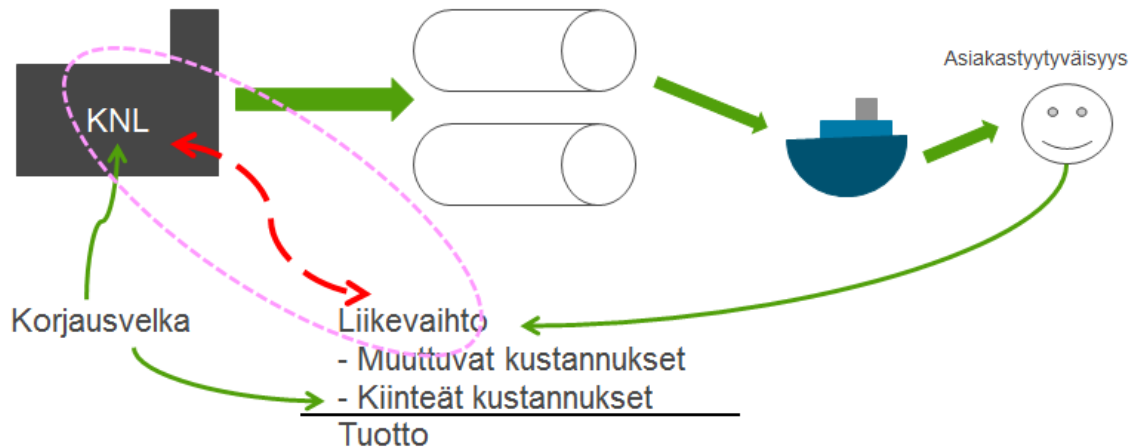 Asiakastyytyväisyys
KNL
Korjausvelka
Liikevaihto
- Muuttuvat kustannukset
- Kiinteät kustannukset
Tuotto